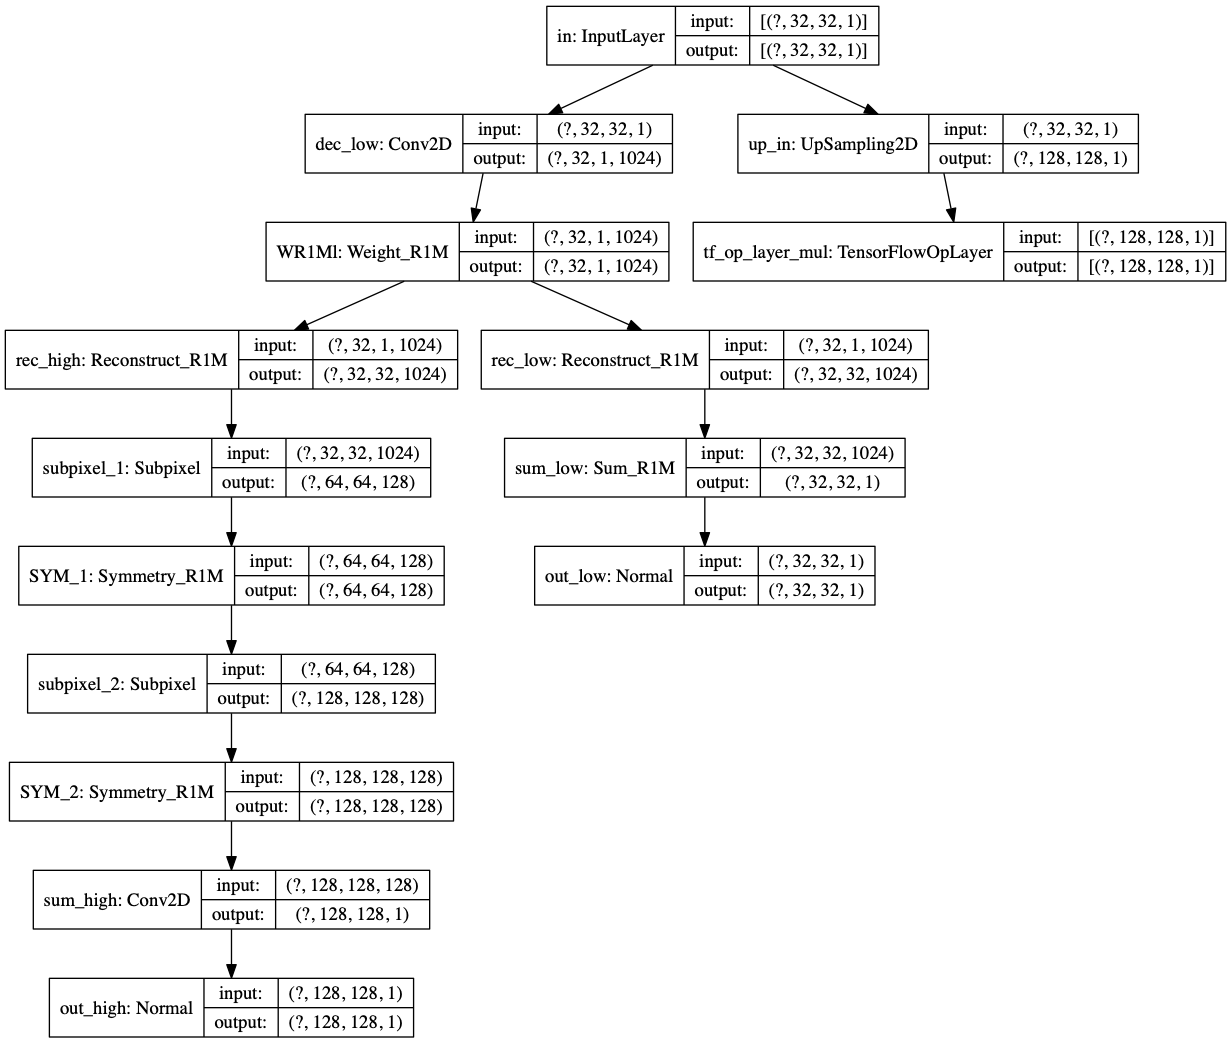 in: InputLayer
input: [(?, 32, 32, 1)]
output: [(?, 32, 32, 1)]
dec_low: Conv2D
input: (?, 32, 32, 1)
output: (?, 32, 1, 1024)
up_in: UpSampling2D
input: (?, 32, 32, 1)
output: (?, 128, 128, 1)
WR1Ml: Weight_R1M
input: (?, 32, 1, 1024)
output: (?, 32, 1, 1024)
tf_op_layer_mul: TensorFlowOpLayer
input: [(?, 128, 128, 1)]
output: [(?, 128, 128, 1)]
rec_high: Reconstruct_R1M
input: (?, 32, 1, 1024)
output: (?, 32, 32, 1024)
rec_low: Reconstruct_R1M
input: (?, 32, 1, 1024)
output: (?, 32, 32, 1024)
subpixel_1: Subpixel
input: (?, 32, 32, 1024)
output: (?, 64, 64, 128)
sum_low: Sum_R1M
input: (?, 32, 32, 1024)
output: (?, 32, 32, 1)
SYM_1: Symmetry_R1M
input: (?, 64, 64, 128)
output: (?, 64, 64, 128)
out_low: Normal
input: (?, 32, 32, 1)
output: (?, 32, 32, 1)
subpixel_2: Subpixel
input: (?, 64, 64, 128)
output: (?, 128, 128, 128)
SYM_2: Symmetry_R1M
input: (?, 128, 128, 128)
output: (?, 128, 128, 128)
sum_high: Conv2D
input: (?, 128, 128, 128)
output: (?, 128, 128, 1)
out_high: Normal
input: (?, 128, 128, 1)
output: (?, 128, 128, 1)